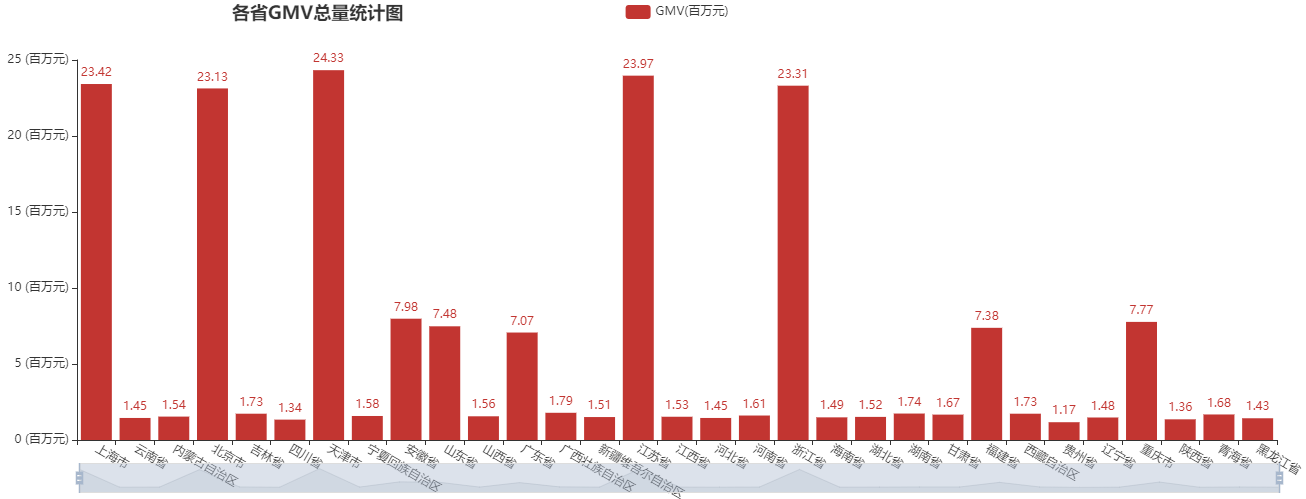 各省GMV总量统计图
GMV(百万元)
25 (百万元)
20 (百万元)
15 (百万元)
10 (百万元)
5 (百万元)
0 (百万元)
23.42
1.45
1.54
23.13
1.73
1.34
24.33
1.58
7.98
7.48
1.56
7.07
1.79
1.51
23.97
1.53
1.45
1.61
23.31
1.49
1.52
1.74
1.67
7.38
1.73
1.17
1.48
7.77
1.36
1.68
1.43
上海市
云南省
内蒙古自治区
北京市
吉林省
四川省
天津市
宁夏回族自治区
安徽省
山东省
山西省
广东省
广西壮族自治区
新疆维吾尔自治区
江苏省
江西省
河北省
河南省
浙江省
海南省
湖北省
湖南省
甘肃省
福建省
西藏自治区
贵州省
辽宁省
重庆市
陕西省
青海省
黑龙江省